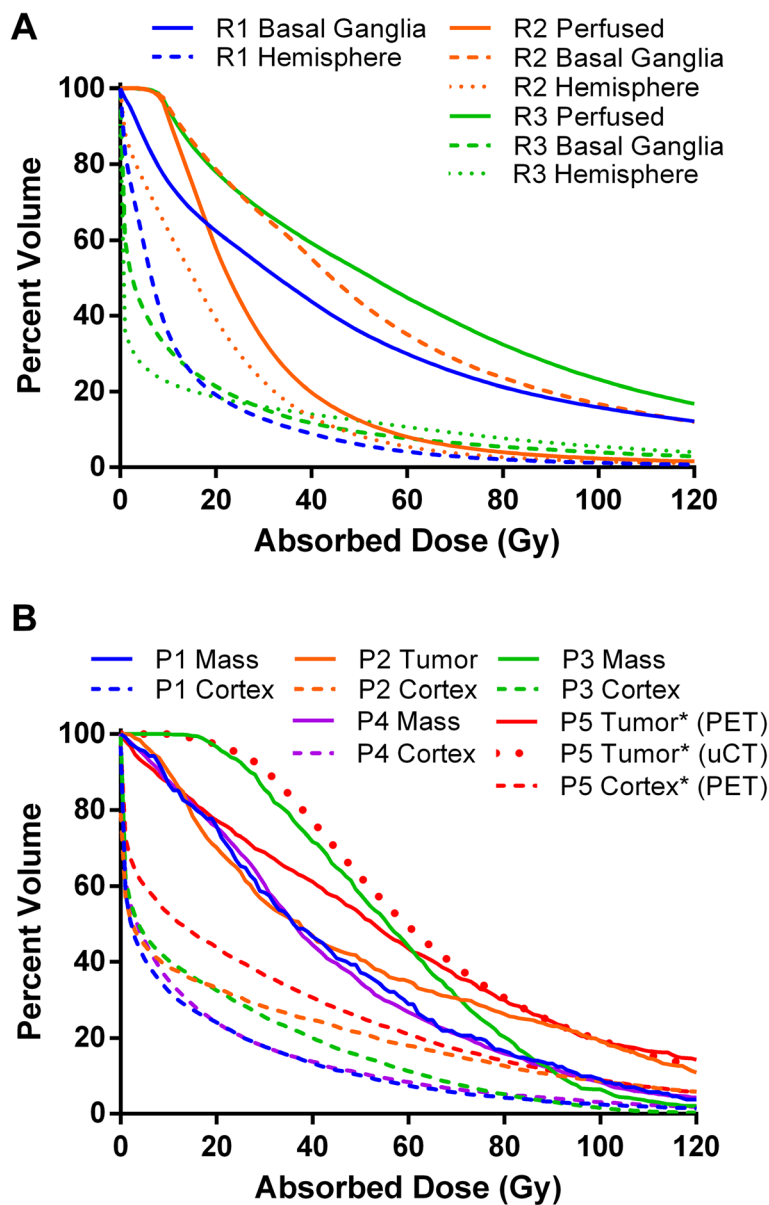 A
R1 Basal Ganglia
R1 Hemisphere
R2 Perfused
R2 Basal Ganglia
R2 Hemisphere
R3 Perfused
R3 Basal Ganglia
R3 Hemisphere
Percent Volume
100
80
60
40
20
0
0 20 40 60 80 100 120
Absorbed Dose (Gy)
B
P1 Mass P2 Tumor P3 Mass
P1 Cortex P2 Cortex P3 Cortex
P4 Mass P5 Tumor* (PET)
P4 Cortex P5 Tumor* (uCT)
P5 Cortex* (PET)
Percent Volume
100
80
60
40
20
0
0 20 40 60 80 100 120
Absorbed Dose (Gy)